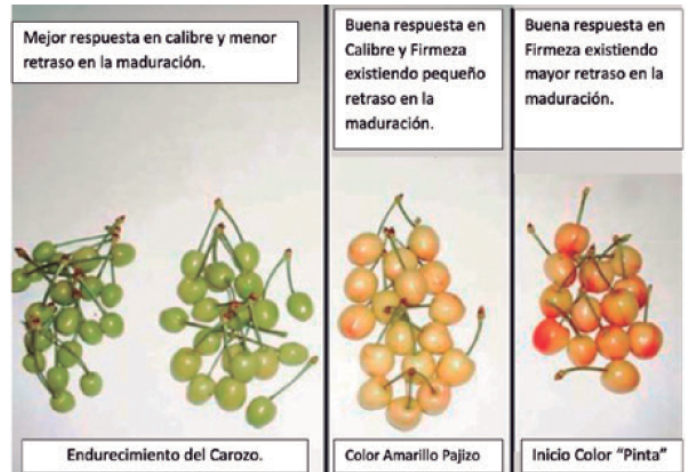 Mejor respuesta en calibre y menor
retraso en la maduración.
Buena respuesta en
Calibre y Firmeza
existiendo pequeño
retraso en la
maduración.
Buena respuesta en
Firmeza existiendo
mayor retraso en la
maduración.
Endurecimiento del Carozo.
Color Amarillo Pajizo
Inicio Color “Pinta”